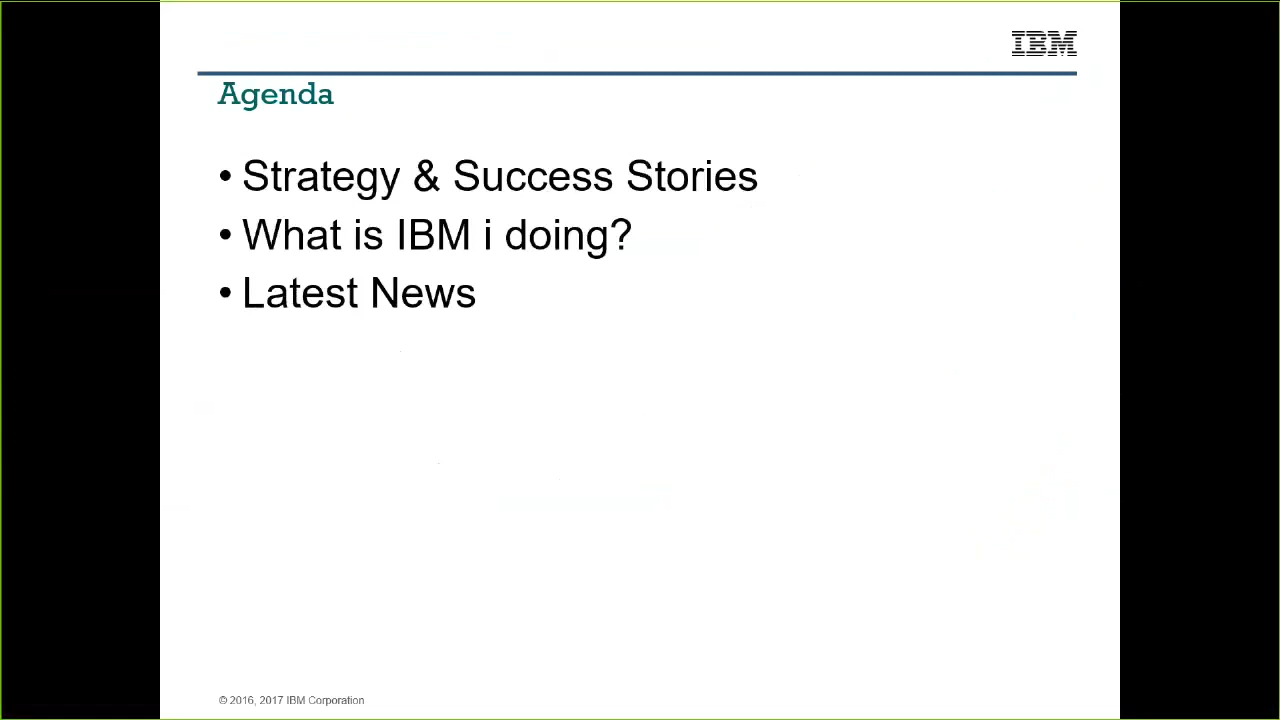 IBM
Agenda
• Strategy & Success Stories
• What is IBM i doing?
• Latest News
© 2016, 2017 IBM Corporation